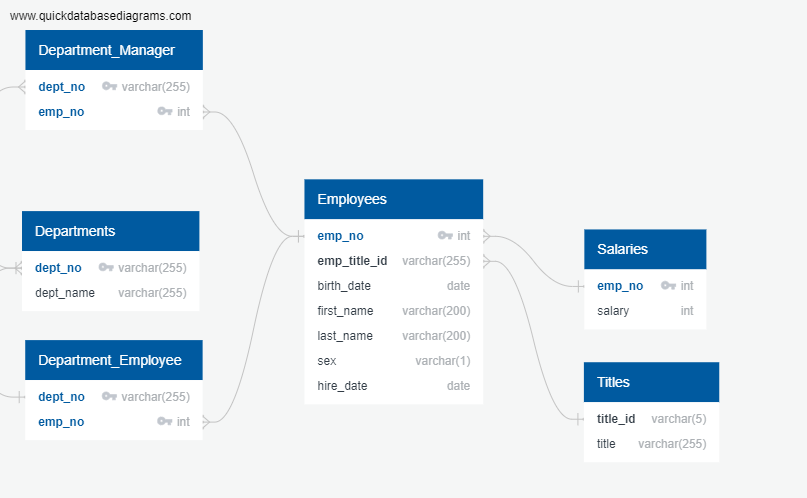 www.quickdatabasediagrams.com
Department_Manager
dept_no varchar(255)
emp_no int
Departments
dept_no varchar(255)
dept_name varchar(255)
Department_Employee
dept_no varchar(255)
emp_no int
Employees
emp_no int
emp_title_id varchar(255)
birth_date date
first_name varchar(200)
last_name varchar(200)
sex varchar(1)
hire_date date
Salaries
emp_no int
salary int
Titles
title_id varchar(5)
title varchar(255)